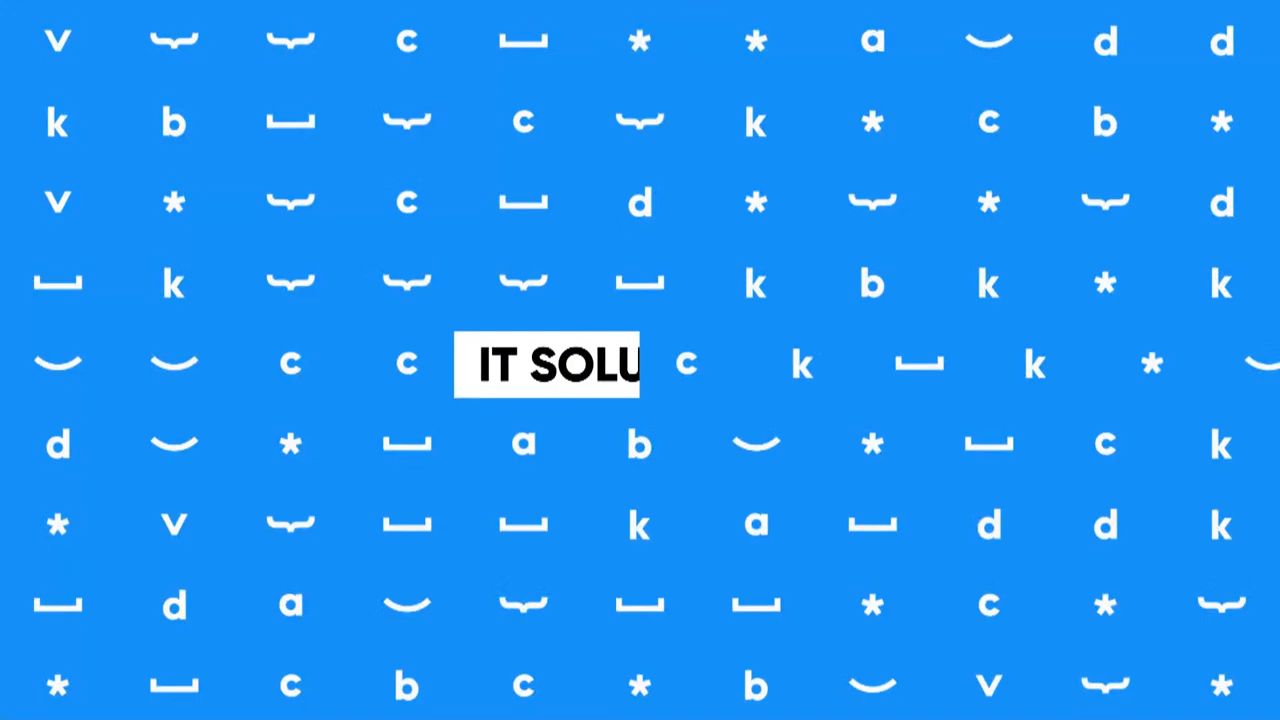 v ⏟ ⏟ c ⎵ * * a ⏝ d d
k b ⎵ ⏟ c ⏟ k * c b *
v * ⏟ c ⎵ d * ⏟ * ⏟ d
⎵ k ⏟ ⏟ ⏟ ⎵ k b k * k
⏝ ⏝ c c IT SOLU c k ⎵ k * ⏝
d ⏝ * ⎵ a b ⏝ * ⎵ c k
* v ⏟ ⎵ ⎵ k a ⎵ d d k
⎵ d a ⏝ ⏟ ⎵ ⎵ * c * ⏟
* ⎵ c b c * b ⏝ v ⏟ *